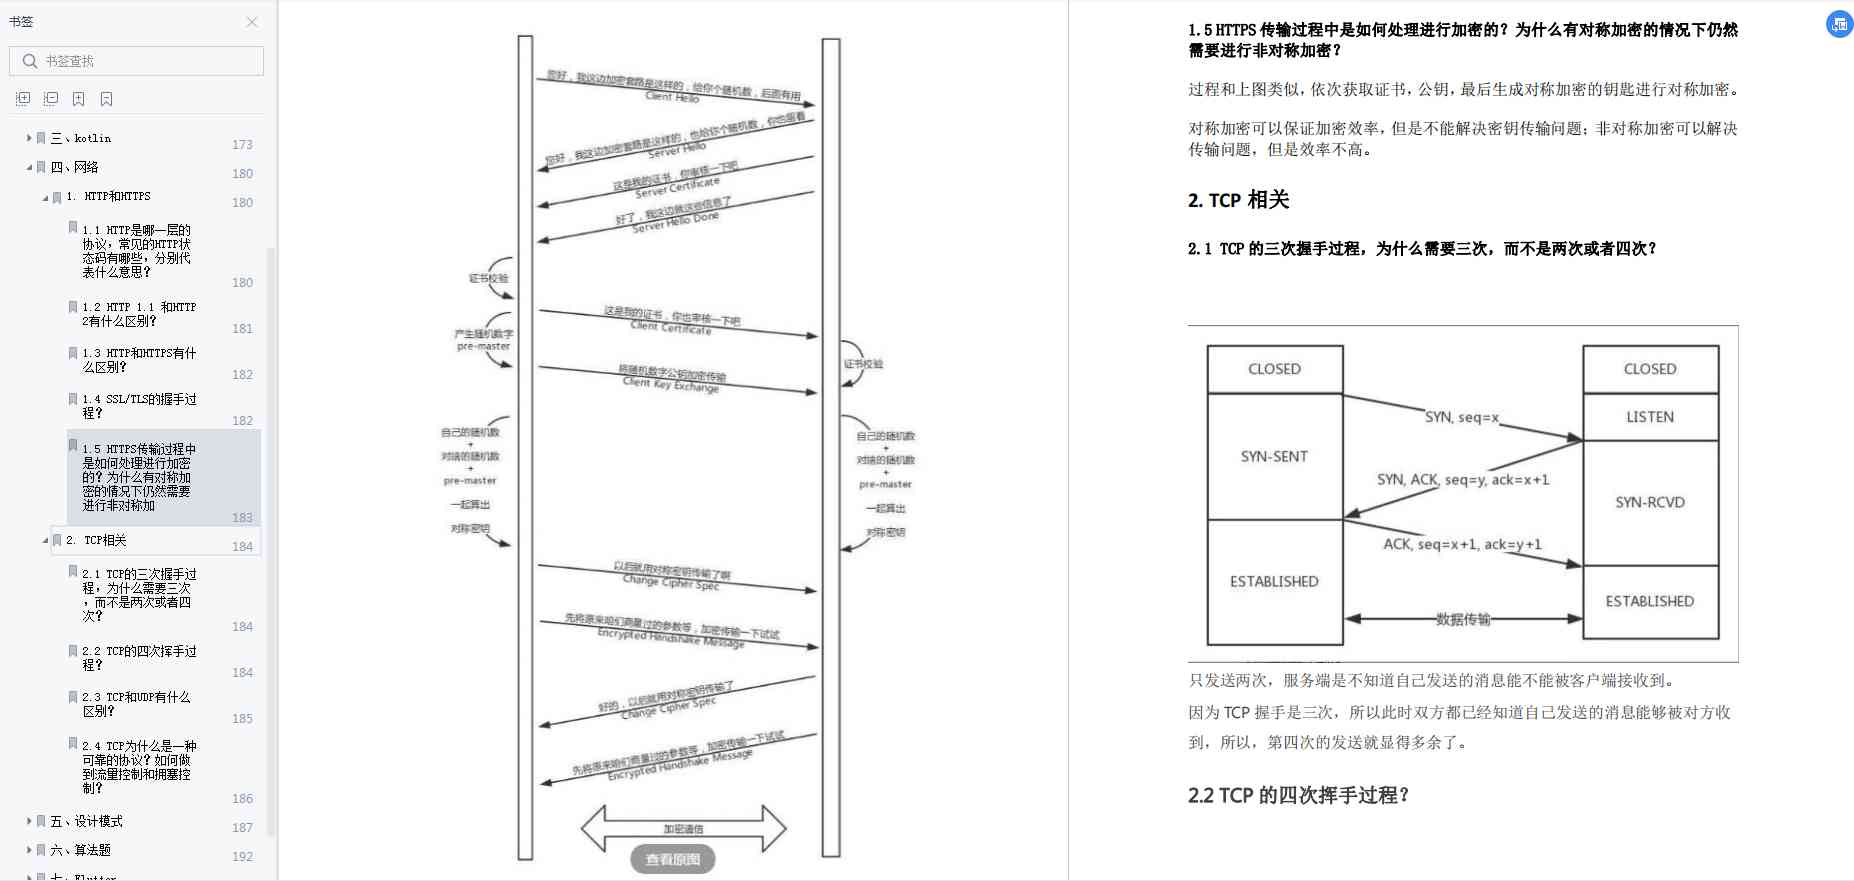 书签
书签查找
三、kotlin
173
四、网络
180
1. HTTP和HTTPS
180
1.1 HTTP是哪一层的
协议，常见的HTTP状
态码有哪些，分别代
表什么意思？
180
1.2 HTTP 1.1 和HTTP
2有什么区别？
181
1.3 HTTP和HTTPS有什
么区别？
182
1.4 SSL/TLS的握手过
程？
182
1.5 HTTPS传输过程中
是如何处理进行加密
的？为什么有对称加
密的情况下仍然需要
进行非对称加
183
2. TCP相关
184
2.1 TCP的三次握手过
程，为什么需要三次
，而不是两次或者四
次？
184
2.2 TCP的四次挥手过
程？
184
2.3 TCP和UDP有什么
区别？
185
2.4 TCP为什么是一种
可靠的协议？如何做
到流量控制和拥塞控
制？
186
五、设计模式
187
六、算法题
192
您好，我这边加密套路是这样的，给你个随机数，后面有用
Client Hello
您好，我这边加密套路是这样的，也给你个随机数，你也留着
Server Hello
这是我的证书，你审核一下吧
Server Certificate
好了，我这边就这些信息了
Server Hello Done
证书校验
这是我的证书，你也审核一下吧
Client Certificate
产生随机数字
pre-master
证书校验
将随机数字公钥加密传输
Client Key Exchange
自己的随机数
+
对端的随机数
+
pre-master
一起算出
对称密钥
自己的随机数
+
对端的随机数
+
pre-master
一起算出
对称密钥
以后就用对称密钥传输了啊
Change Cipher Spec
先将原来咱们商量过的参数等，加密传输一下试试
Encrypted Handshake Message
好的，以后就用对称密钥传输了
Change Cipher Spec
先将原来咱们商量过的参数等，加密传输一下试试
Encrypted Handshake Message
加密通信
查看原图
1.5 HTTPS 传输过程中是如何处理进行加密的？为什么有对称加密的情况下仍然
需要进行非对称加密？
过程和上图类似，依次获取证书，公钥，最后生成对称加密的钥匙进行对称加密。
对称加密可以保证加密效率，但是不能解决密钥传输问题；非对称加密可以解决
传输问题，但是效率不高。
2. TCP 相关
2.1 TCP 的三次握手过程，为什么需要三次，而不是两次或者四次？
CLOSED
CLOSED
SYN, seq=x
LISTEN
SYN-SENT
SYN, ACK, seq=y, ack=x+1
SYN-RCVD
ACK, seq=x+1, ack=y+1
ESTABLISHED
ESTABLISHED
数据传输
只发送两次，服务端是不知道自己发送的消息能不能被客户端接收到。
因为 TCP 握手是三次，所以此时双方都已经知道自己发送的消息能够被对方收
到，所以，第四次的发送就显得多余了。
2.2 TCP 的四次挥手过程？